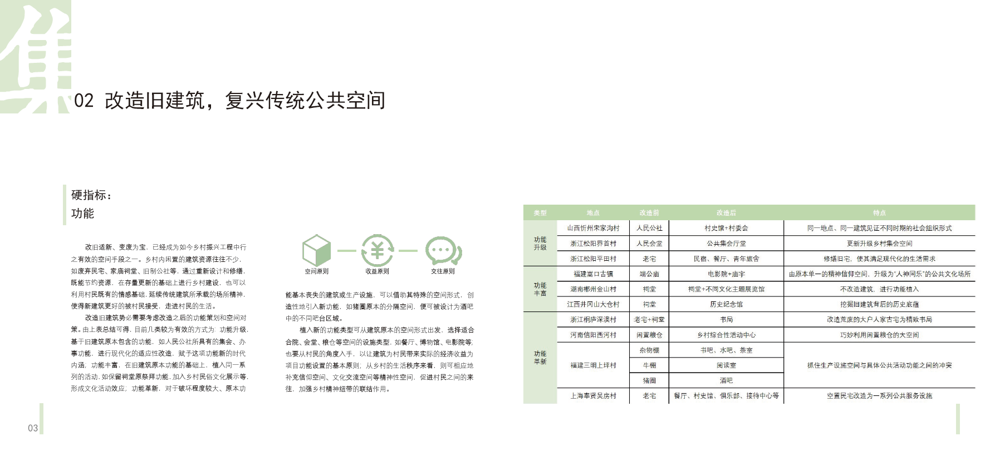 集
02 改造旧建筑，复兴传统公共空间
硬指标：
功能
改旧适新、变废为宝，已经成为如今乡村振兴工程中行
之有效的空间手段之一。乡村内闲置的建筑资源往往不少，
如废弃民宅、家庙祠堂、旧制公社等，通过重新设计和修缮，
既能节约资源，在存量更新的基础上进行乡村建设，也可以
利用村民既有的情感基础，延续传统建筑所承载的场所精神，
使得新建筑更好的被村民接受，走进村民的生活。
改造旧建筑势必需要考虑改造之后的功能策划和空间对
策。由上表总结可得，目前几类较为有效的方式为：功能升级，
基于旧建筑原本包含的功能，如人民公社所具有的集会、办
事功能，进行现代化的适应性改造，赋予这项功能新的时代
内涵；功能丰富，在旧建筑原本功能的基础上，植入同一系
列的活动，如保留祠堂原祭拜功能，加入乡村民俗文化展示等，
形成文化活动效应；功能革新，对于破坏程度较大、原本功
空间原则 收益原则 交往原则
能基本丧失的建筑或生产设施，可以借助其特殊的空间形式，创
造性地引入新功能，如猪圈原本的分隔空间，便可被设计为酒吧
中的不同吧台区域。
植入新的功能类型可从建筑原本的空间形式出发，选择适合
合院、会堂、粮仓等空间的设施类型，如餐厅、博物馆、电影院等；
也要从村民的角度入手，以让建筑为村民带来实际的经济收益为
项目功能设置的基本原则；从乡村的生活秩序来看，则可相应地
补充信仰空间、文化交流空间等精神性空间，促进村民之间的来
往，加强乡村精神纽带的联结作用。
类型 地点 改造前 改造后 特点
功能
升级
山西忻州宋家沟村 人民公社 村史馆+村委会 同一地点、同一建筑见证不同时期的社会组织形式
浙江松阳界首村 人民会堂 公共集会厅堂 更新升级乡村集会空间
浙江松阳平田村 老宅 民宿、餐厅、青年旅舍 修缮旧宅，使其满足现代化的生活需求
功能
丰富
福建嵩口古镇 端公庙 电影院+庙宇 由原本单一的精神信仰空间，升级为“人神同乐”的公共文化场所
湖南郴州金山村 祠堂 祠堂+不同文化主题展览馆 不改造建筑，进行功能植入
江西井冈山大仓村 祠堂 历史纪念馆 挖掘旧建筑背后的历史底蕴
功能
革新
浙江桐庐深澳村 老宅+祠堂 书局 改造荒废的大户人家古宅为精致书局
河南信阳西河村 闲置粮仓 乡村综合性活动中心 巧妙利用闲置粮仓的大空间
福建三明上坪村 杂物棚 书吧、水吧、茶室 抓住生产设施空间与具体公共活动功能之间的冲突
牛棚 阅读室
猪圈 酒吧
上海奉贤吴房村 老宅 餐厅、村史馆、俱乐部、接待中心等 空置民宅改造为一系列公共服务设施
03